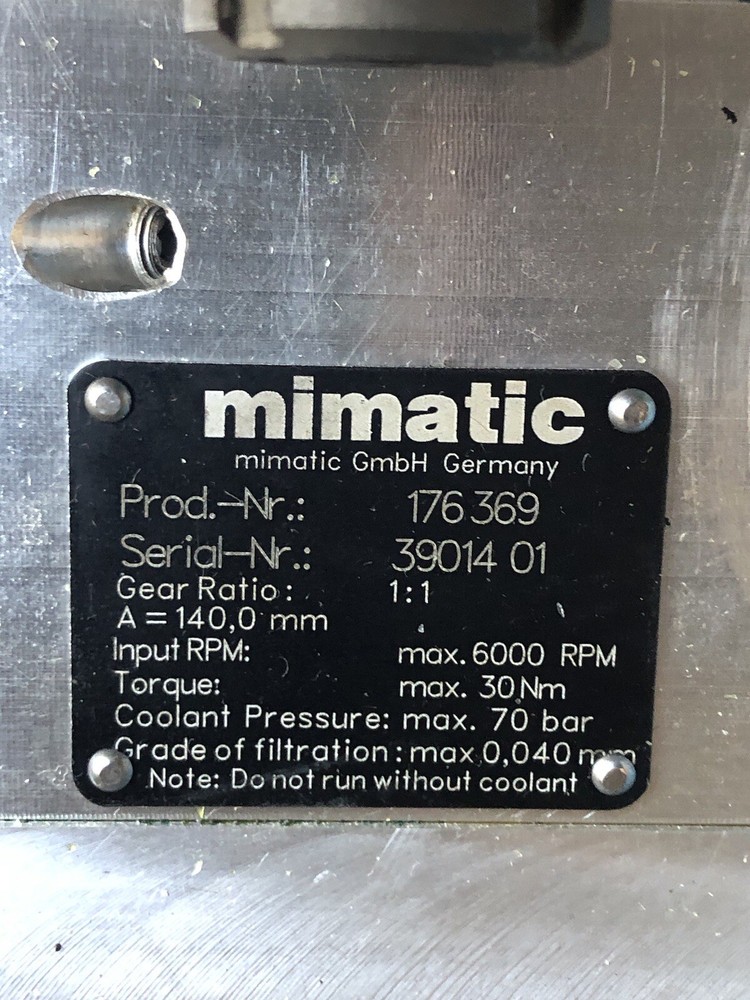 mimatic
mimatic GmbH Germany
Prod.-Nr.: 176 369
Serial-Nr.: 39014 01
Gear Ratio: 1:1
A = 140,0 mm
Input RPM: max. 6000 RPM
Torque: max. 30 Nm
Coolant Pressure: max. 70 bar
Grade of filtration: max 0,040 mm
Note: Do not run without coolant